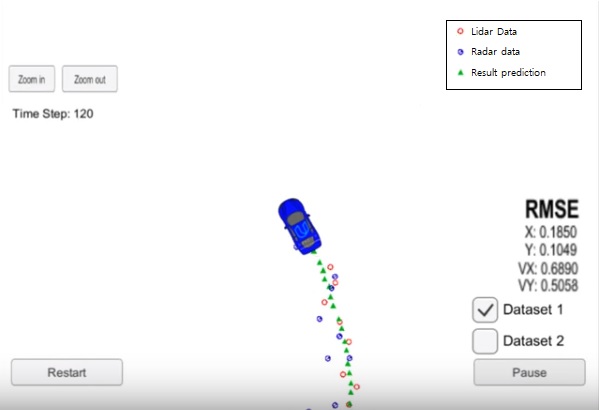 Lidar Data
Radar data
Result prediction
Zoom in
Zoom out
Time Step: 120
RMSE
X: 0.1850
Y: 0.1049
VX: 0.6890
VY: 0.5058
Dataset 1
Dataset 2
Restart
Pause